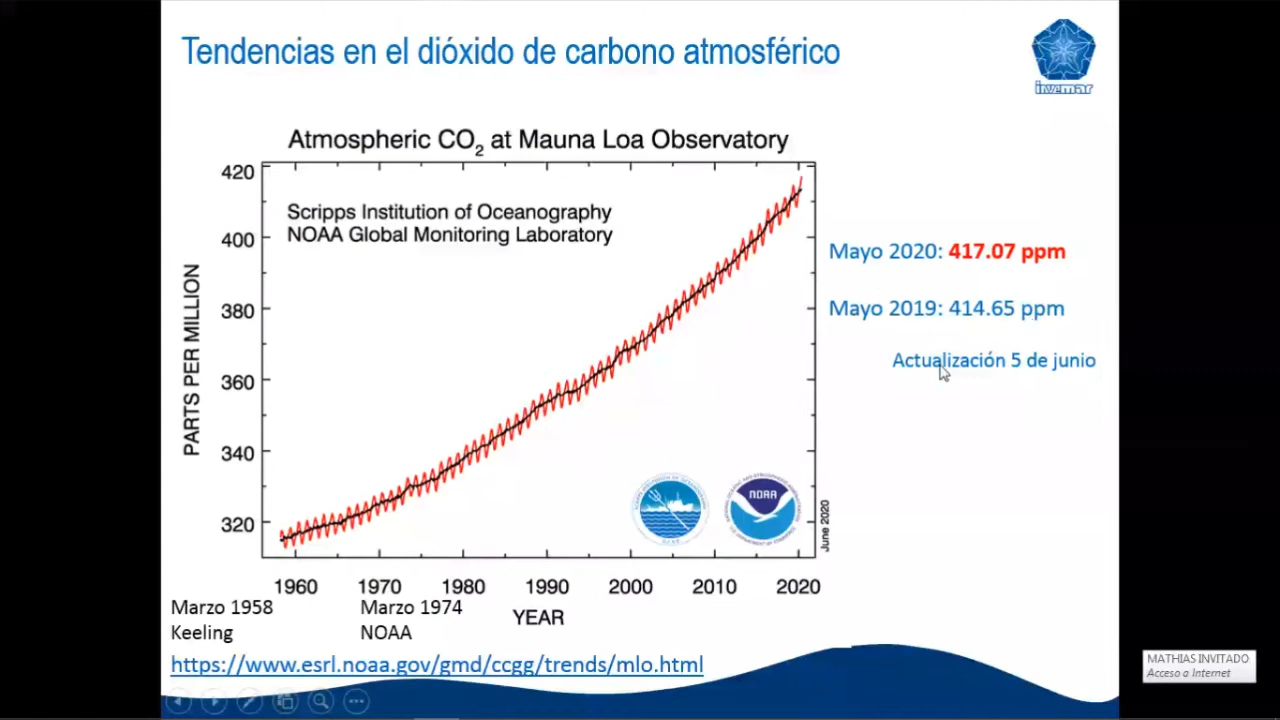 Tendencias en el dióxido de carbono atmosférico
invemar
Atmospheric CO₂ at Mauna Loa Observatory
Scripps Institution of Oceanography
NOAA Global Monitoring Laboratory
PARTS PER MILLION
420
400
380
360
340
320
1960 1970 1980 1990 2000 2010 2020
YEAR
NOAA
June 2020
Mayo 2020: 417.07 ppm
Mayo 2019: 414.65 ppm
Actualización 5 de junio
Marzo 1958
Keeling
Marzo 1974
NOAA
https://www.esrl.noaa.gov/gmd/ccgg/trends/mlo.html
MATHIAS INVITADO
Acceso a Internet